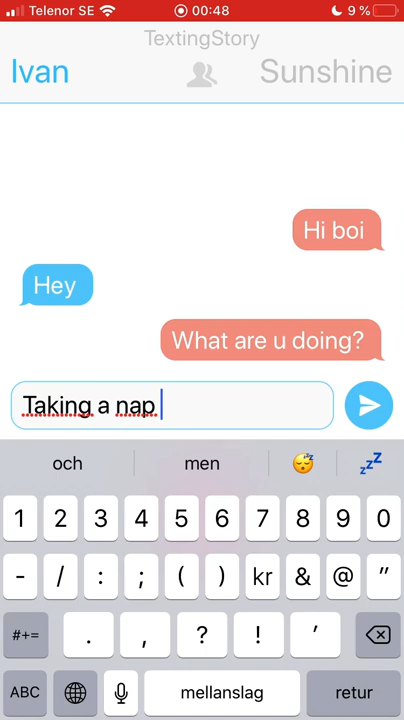 Telenor SE 00:48 9 %
TextingStory
Ivan Sunshine
Hi boi
Hey
What are u doing?
Taking a nap
och men 😴 💤
1 2 3 4 5 6 7 8 9 0
- / : ; ( ) kr & @ ”
#+= . , ? ! ’
ABC mellanslag retur